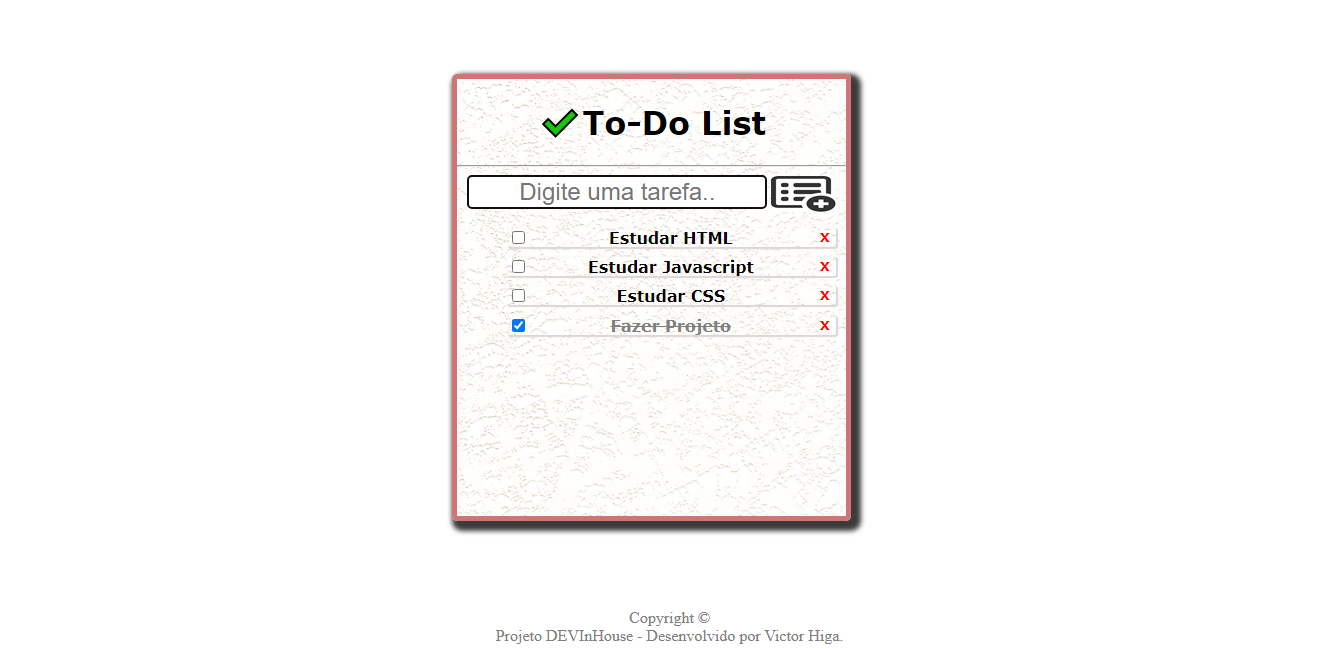 To-Do List
Digite uma tarefa..
Estudar HTML X
Estudar Javascript X
Estudar CSS X
Fazer Projeto X
Copyright ©
Projeto DEVInHouse - Desenvolvido por Victor Higa.